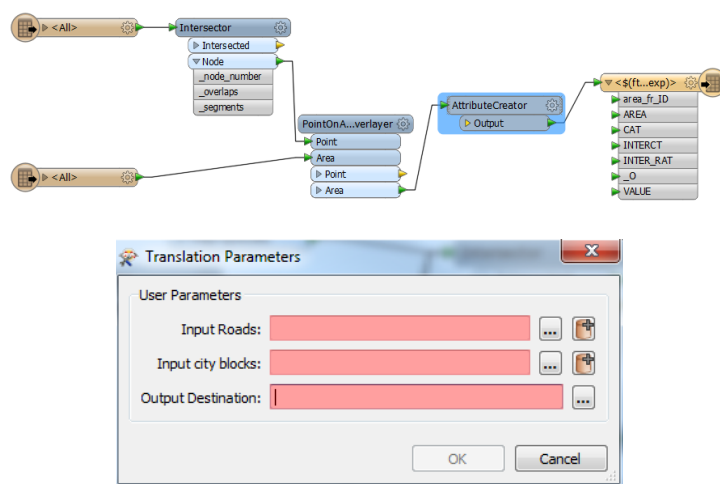 <All>
Intersector
Intersected
Node
_node_number
_overlaps
_segments
PointOnA...verlayer
Point
Area
Point
Area
<All>
AttributeCreator
Output
<$(ft...exp)>
area_fr_ID
AREA
CAT
INTERCT
INTER_RAT
_O
VALUE
Translation Parameters
User Parameters
Input Roads:
...
Input city blocks:
...
Output Destination:
...
OK
Cancel